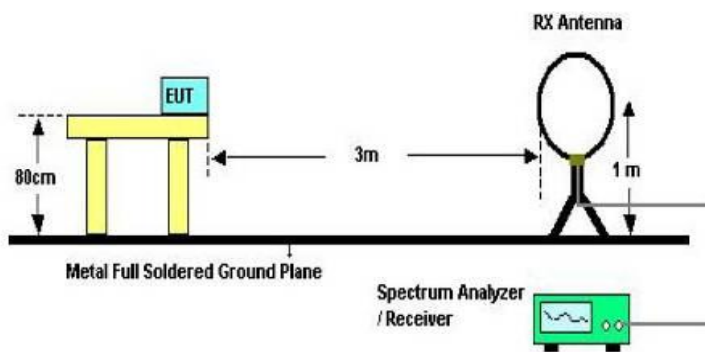 RX Antenna
EUT
3m
80cm
1 m
Metal Full Soldered Ground Plane
Spectrum Analyzer
/ Receiver